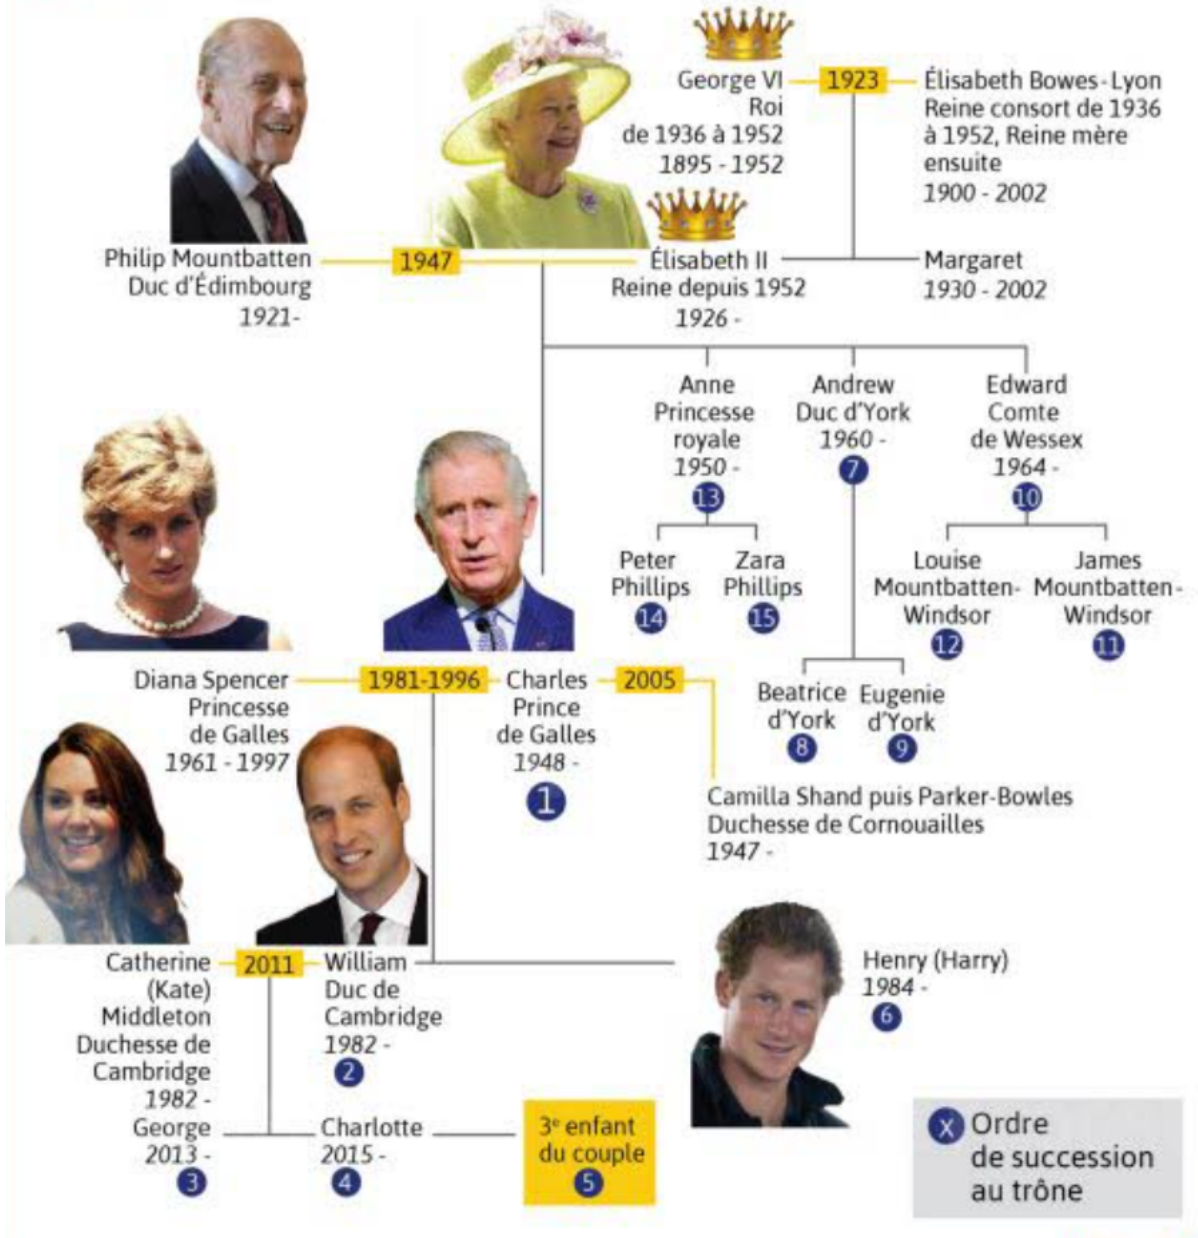 George VI
Roi
de 1936 à 1952
1895 - 1952
1923
Élisabeth Bowes-Lyon
Reine consort de 1936
à 1952, Reine mère
ensuite
1900 - 2002
Philip Mountbatten
Duc d'Édimbourg
1921-
1947
Élisabeth II
Reine depuis 1952
1926 -
Margaret
1930 - 2002
Anne
Princesse
royale
1950 -
13
Andrew
Duc d'York
1960 -
7
Edward
Comte
de Wessex
1964 -
10
Peter
Phillips
14
Zara
Phillips
15
Louise
Mountbatten-
Windsor
12
James
Mountbatten-
Windsor
11
Beatrice
d'York
8
Eugenie
d'York
9
Diana Spencer
Princesse
de Galles
1961 - 1997
1981-1996
Charles
Prince
de Galles
1948 -
1
2005
Camilla Shand puis Parker-Bowles
Duchesse de Cornouailles
1947 -
Catherine
(Kate)
Middleton
Duchesse de
Cambridge
1982 -
2011
William
Duc de
Cambridge
1982 -
2
Henry (Harry)
1984 -
6
George
2013 -
3
Charlotte
2015 -
4
3e enfant
du couple
5
X Ordre
de succession
au trône